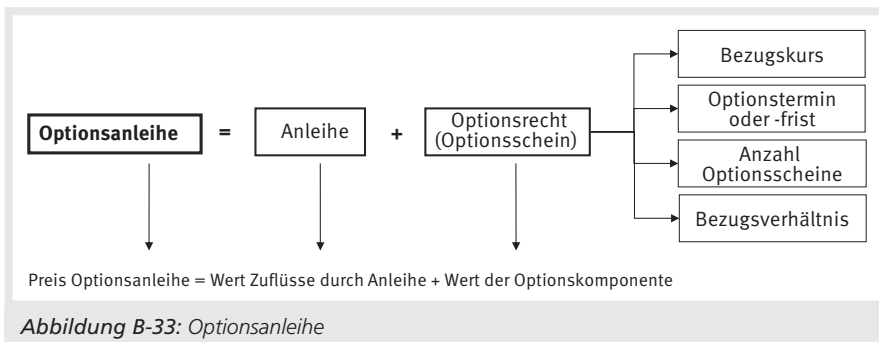 Optionsanleihe = Anleihe + Optionsrecht
(Optionsschein)
Bezugskurs
Optionstermin
oder -frist
Anzahl
Optionsscheine
Bezugsverhältnis
Preis Optionsanleihe = Wert Zuflüsse durch Anleihe + Wert der Optionskomponente
Abbildung B-33: Optionsanleihe